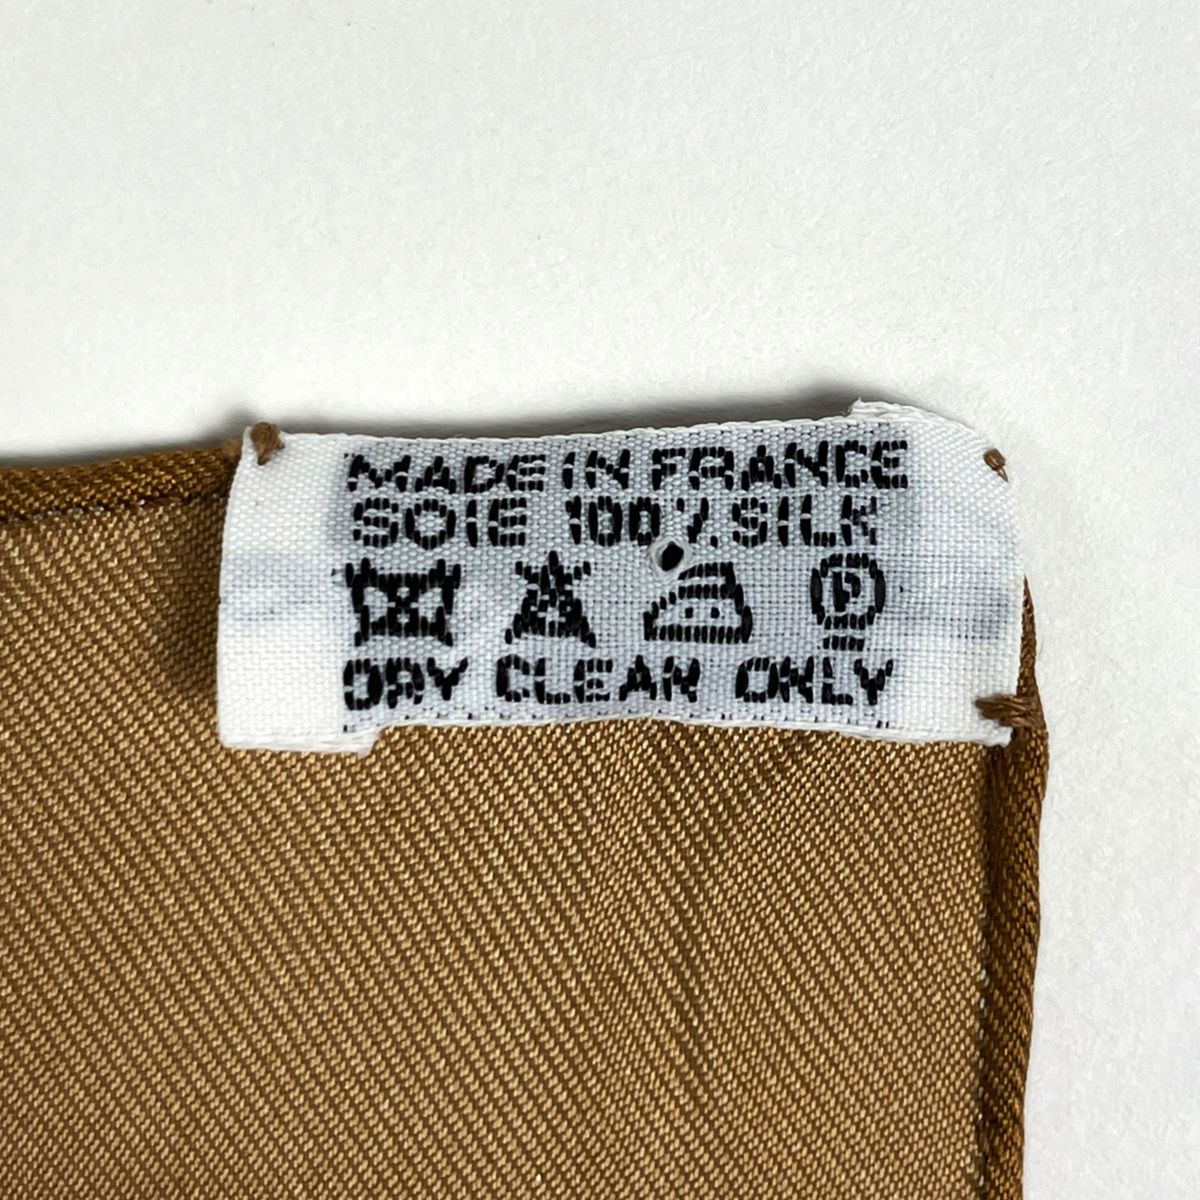 MADE IN FRANCE
SOIE 100% SILK
P
DRY CLEAN ONLY